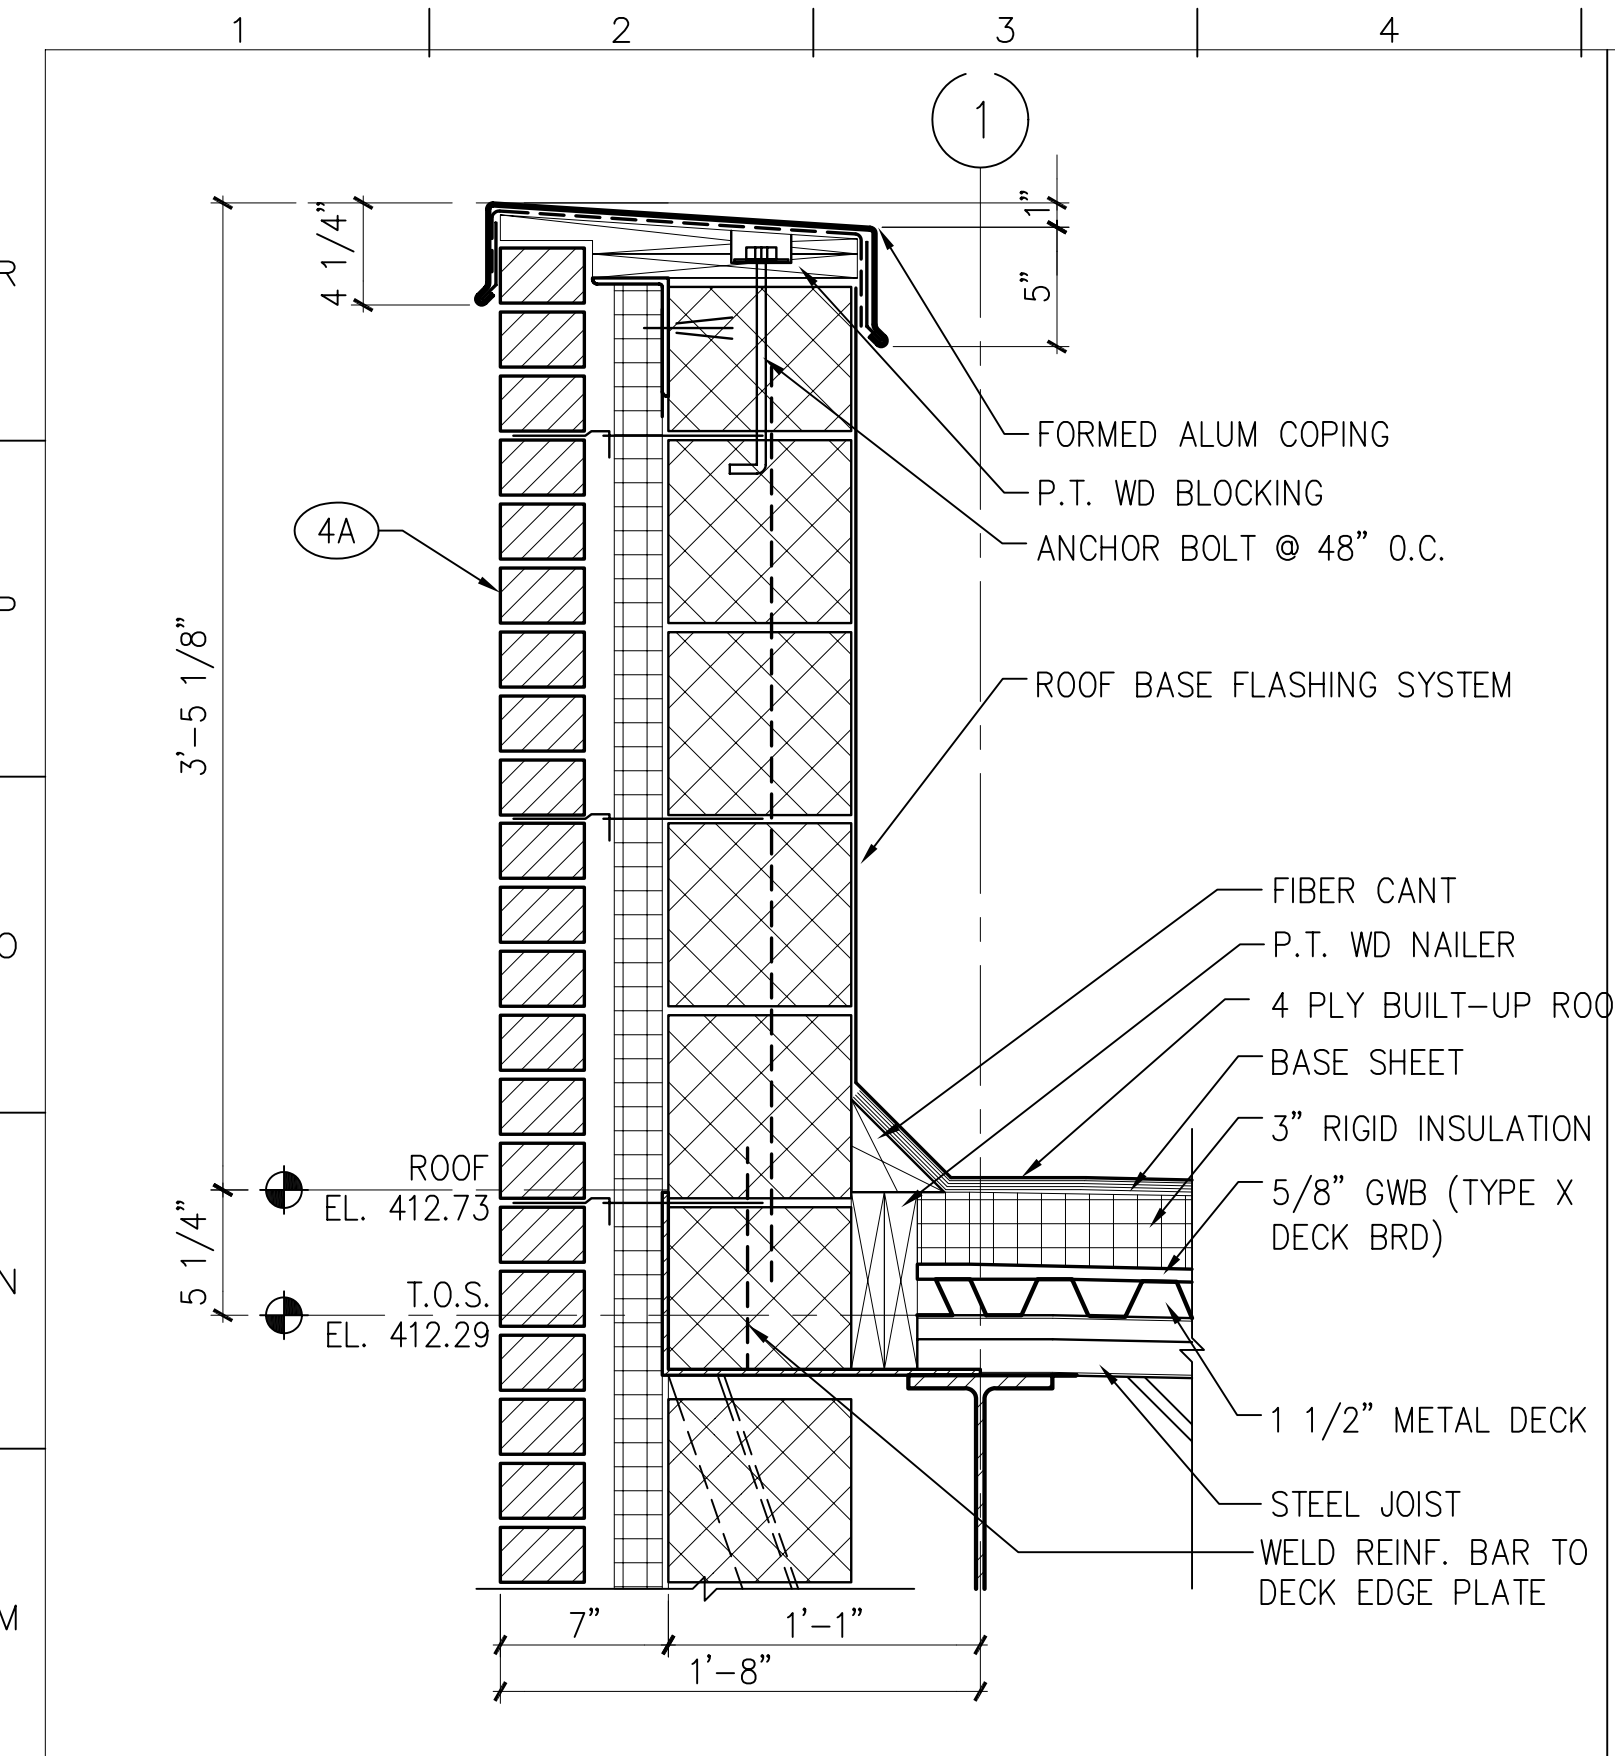 1
2
3
4
R
P
O
N
M
1
4 1/4”
1”
5”
FORMED ALUM COPING
P.T. WD BLOCKING
ANCHOR BOLT @ 48” O.C.
4A
3’-5 1/8”
ROOF BASE FLASHING SYSTEM
FIBER CANT
P.T. WD NAILER
4 PLY BUILT-UP ROO
BASE SHEET
3” RIGID INSULATION
5/8” GWB (TYPE X
DECK BRD)
ROOF
EL. 412.73
5 1/4”
T.O.S.
EL. 412.29
1 1/2” METAL DECK
STEEL JOIST
WELD REINF. BAR TO
DECK EDGE PLATE
7”
1’-1”
1’-8”